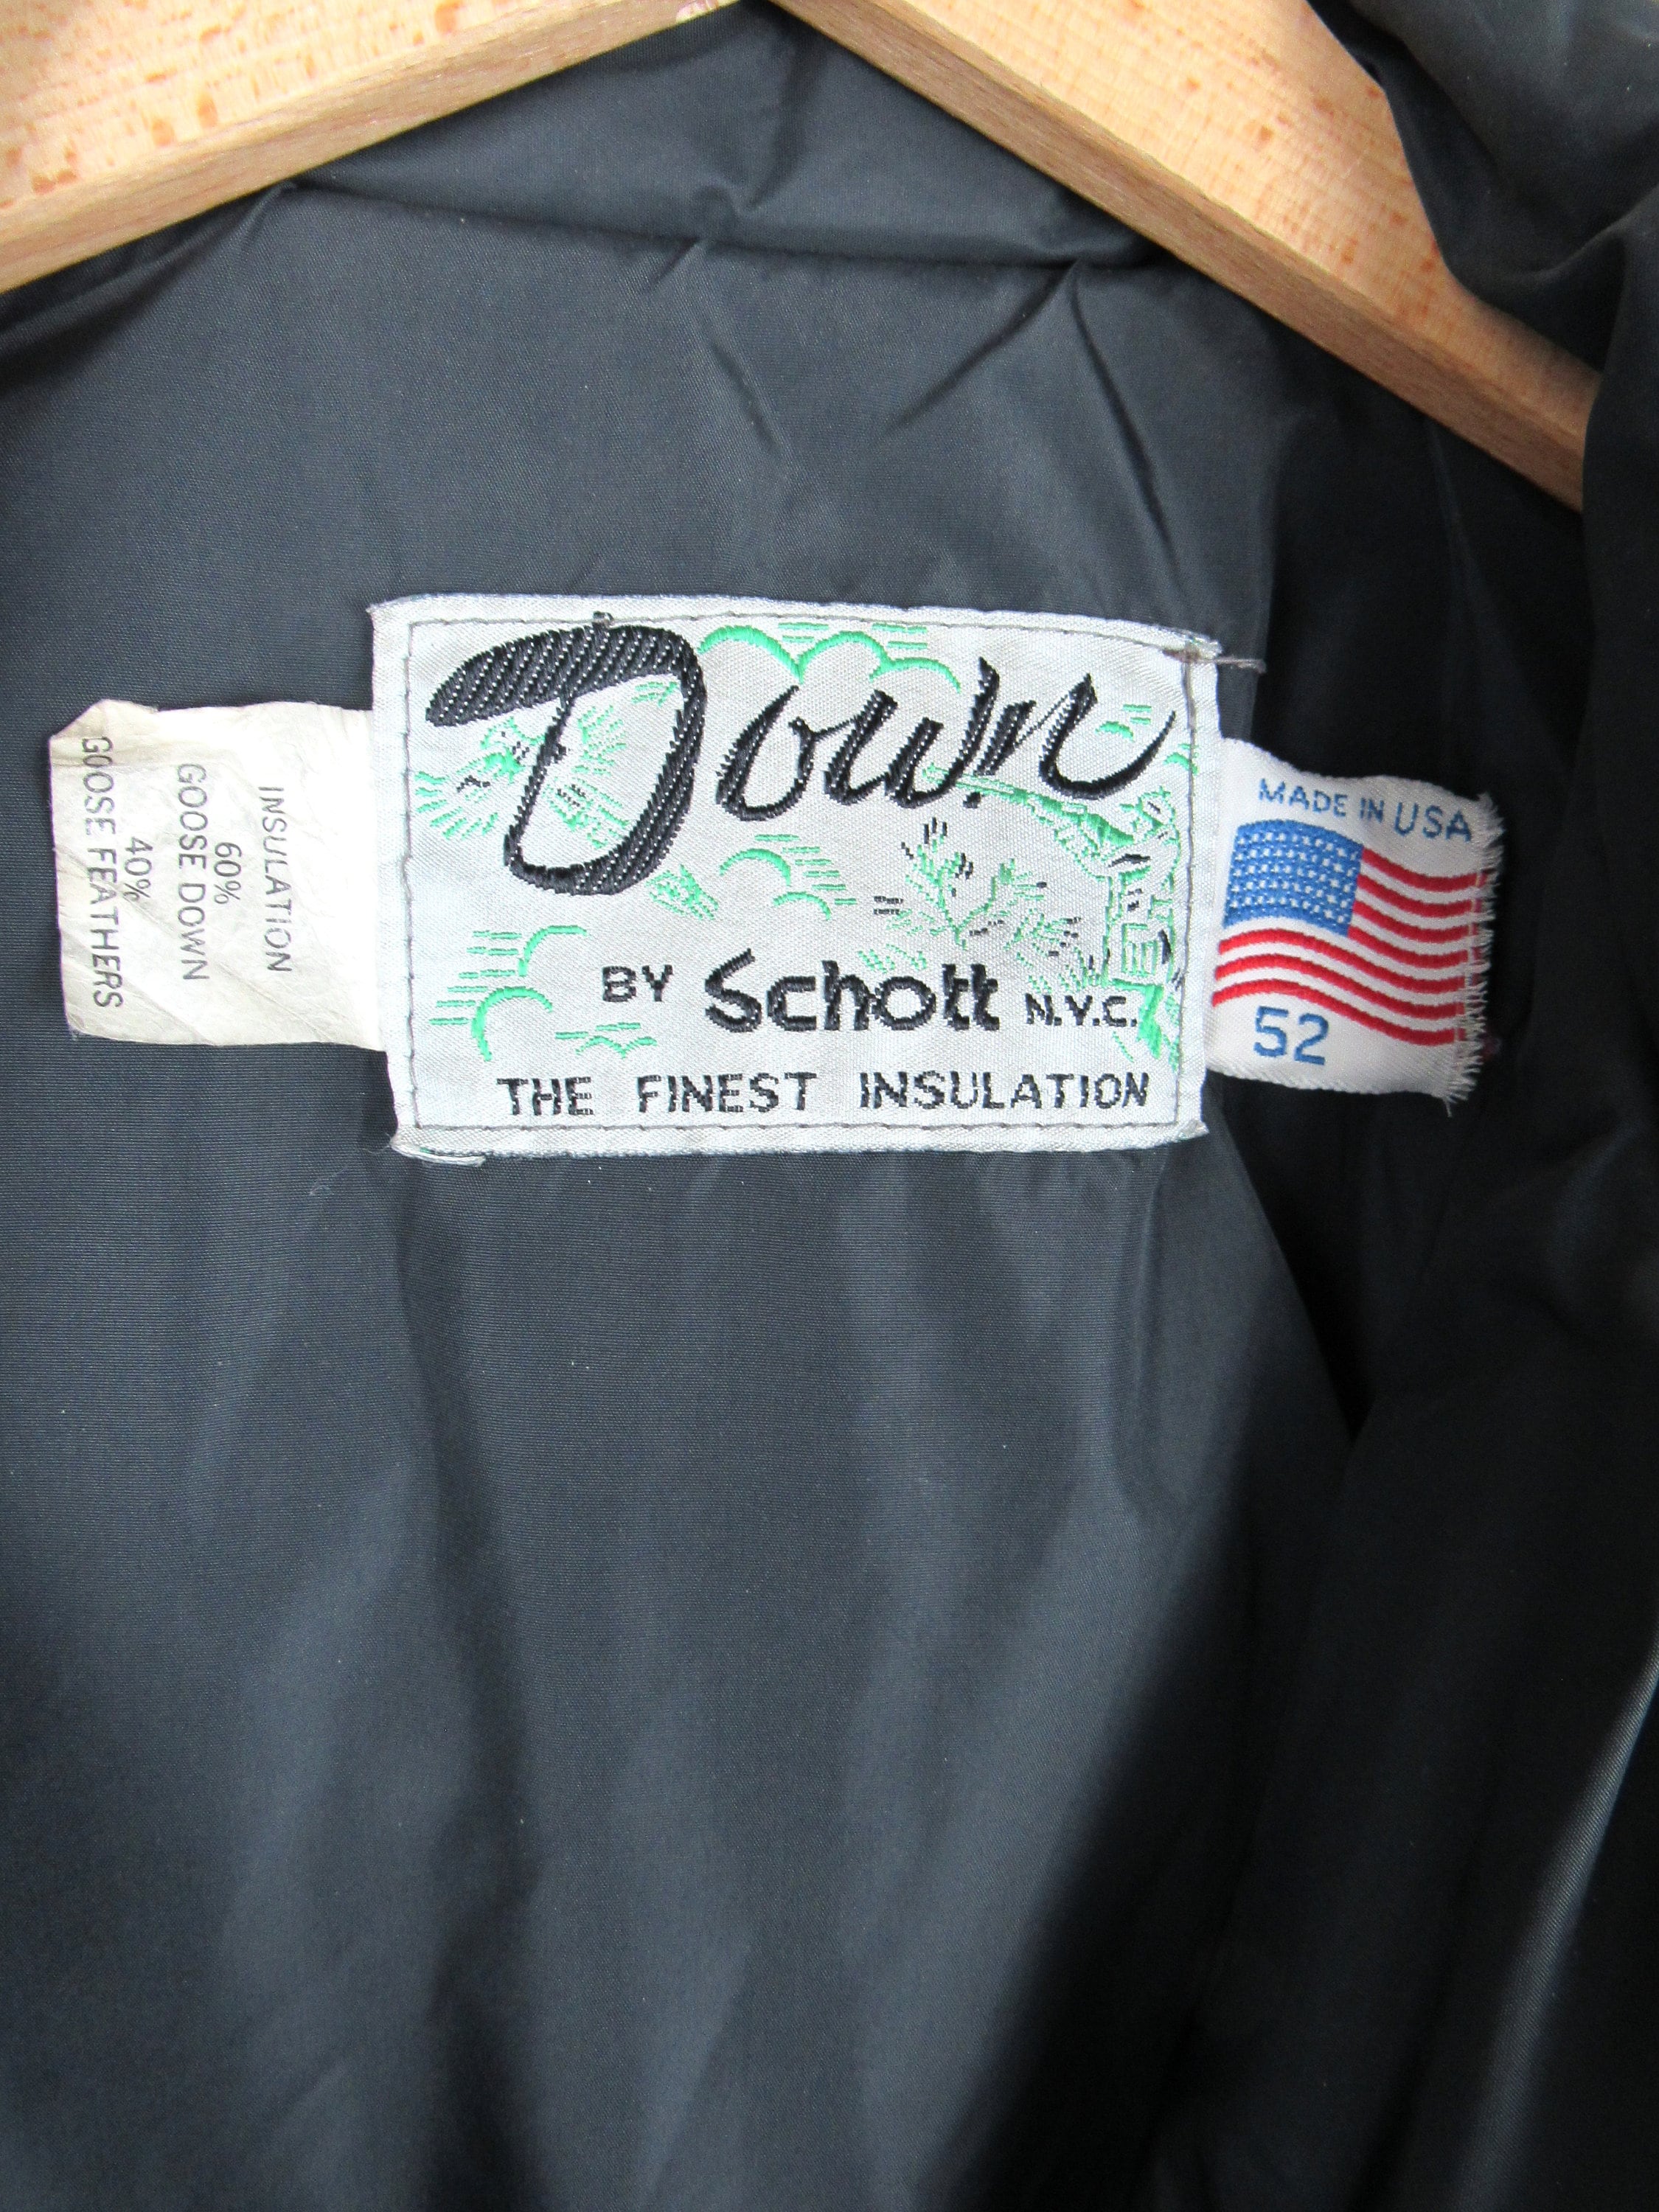 INSULATION
60%
GOOSE DOWN
40%
GOOSE FEATHERS
Down
BY Schott N.Y.C.
THE FINEST INSULATION
MADE IN USA
52